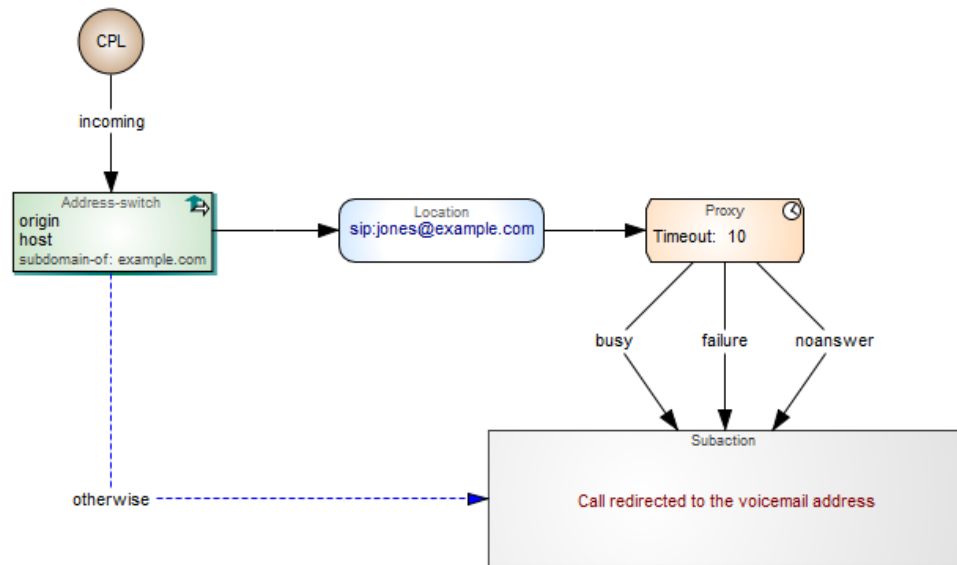 CPL
incoming
Address-switch
origin
host
subdomain-of: example.com
Location
sip:jones@example.com
Proxy
Timeout: 10
busy
failure
noanswer
otherwise
Subaction
Call redirected to the voicemail address